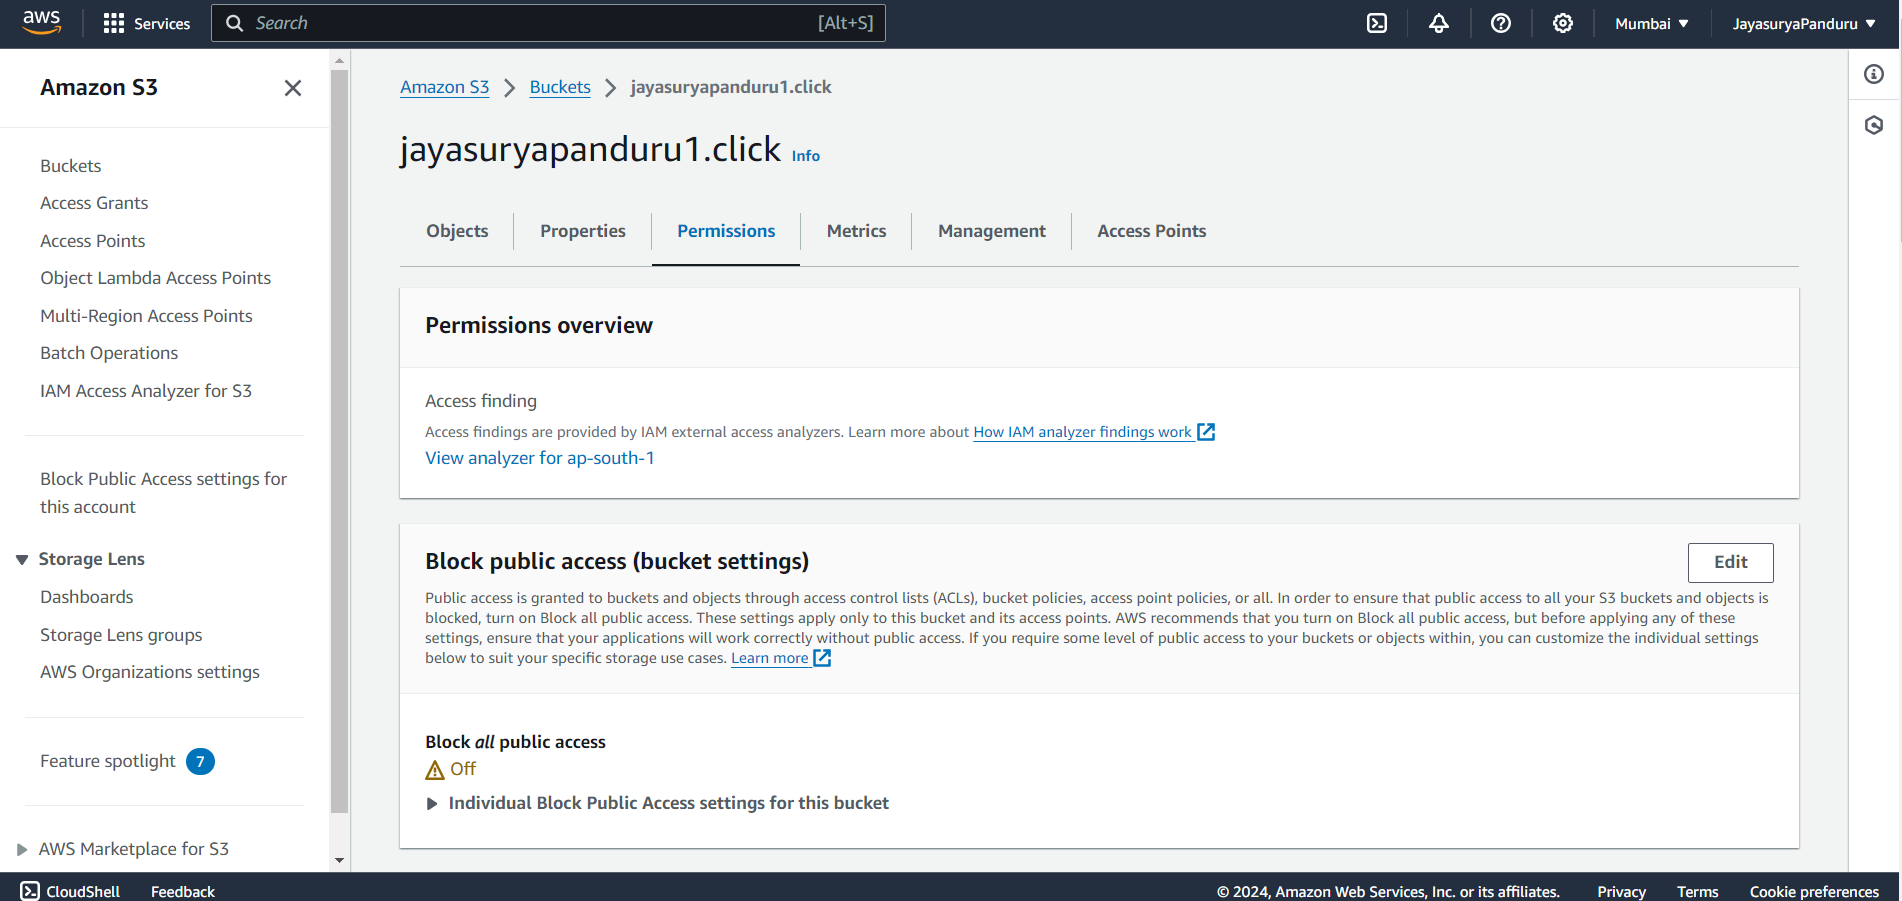 aws
Services
Search
[Alt+S]
Mumbai
JayasuryaPanduru
Amazon S3
Buckets
Access Grants
Access Points
Object Lambda Access Points
Multi-Region Access Points
Batch Operations
IAM Access Analyzer for S3
Block Public Access settings for
this account
Storage Lens
Dashboards
Storage Lens groups
AWS Organizations settings
Feature spotlight 7
AWS Marketplace for S3
Amazon S3 > Buckets > jayasuryapanduru1.click
jayasuryapanduru1.click Info
Objects
Properties
Permissions
Metrics
Management
Access Points
Permissions overview
Access finding
Access findings are provided by IAM external access analyzers. Learn more about How IAM analyzer findings work
View analyzer for ap-south-1
Block public access (bucket settings)
Edit
Public access is granted to buckets and objects through access control lists (ACLs), bucket policies, access point policies, or all. In order to ensure that public access to all your S3 buckets and objects is
blocked, turn on Block all public access. These settings apply only to this bucket and its access points. AWS recommends that you turn on Block all public access, but before applying any of these
settings, ensure that your applications will work correctly without public access. If you require some level of public access to your buckets or objects within, you can customize the individual settings
below to suit your specific storage use cases. Learn more
Block all public access
Off
Individual Block Public Access settings for this bucket
CloudShell
Feedback
© 2024, Amazon Web Services, Inc. or its affiliates.
Privacy
Terms
Cookie preferences